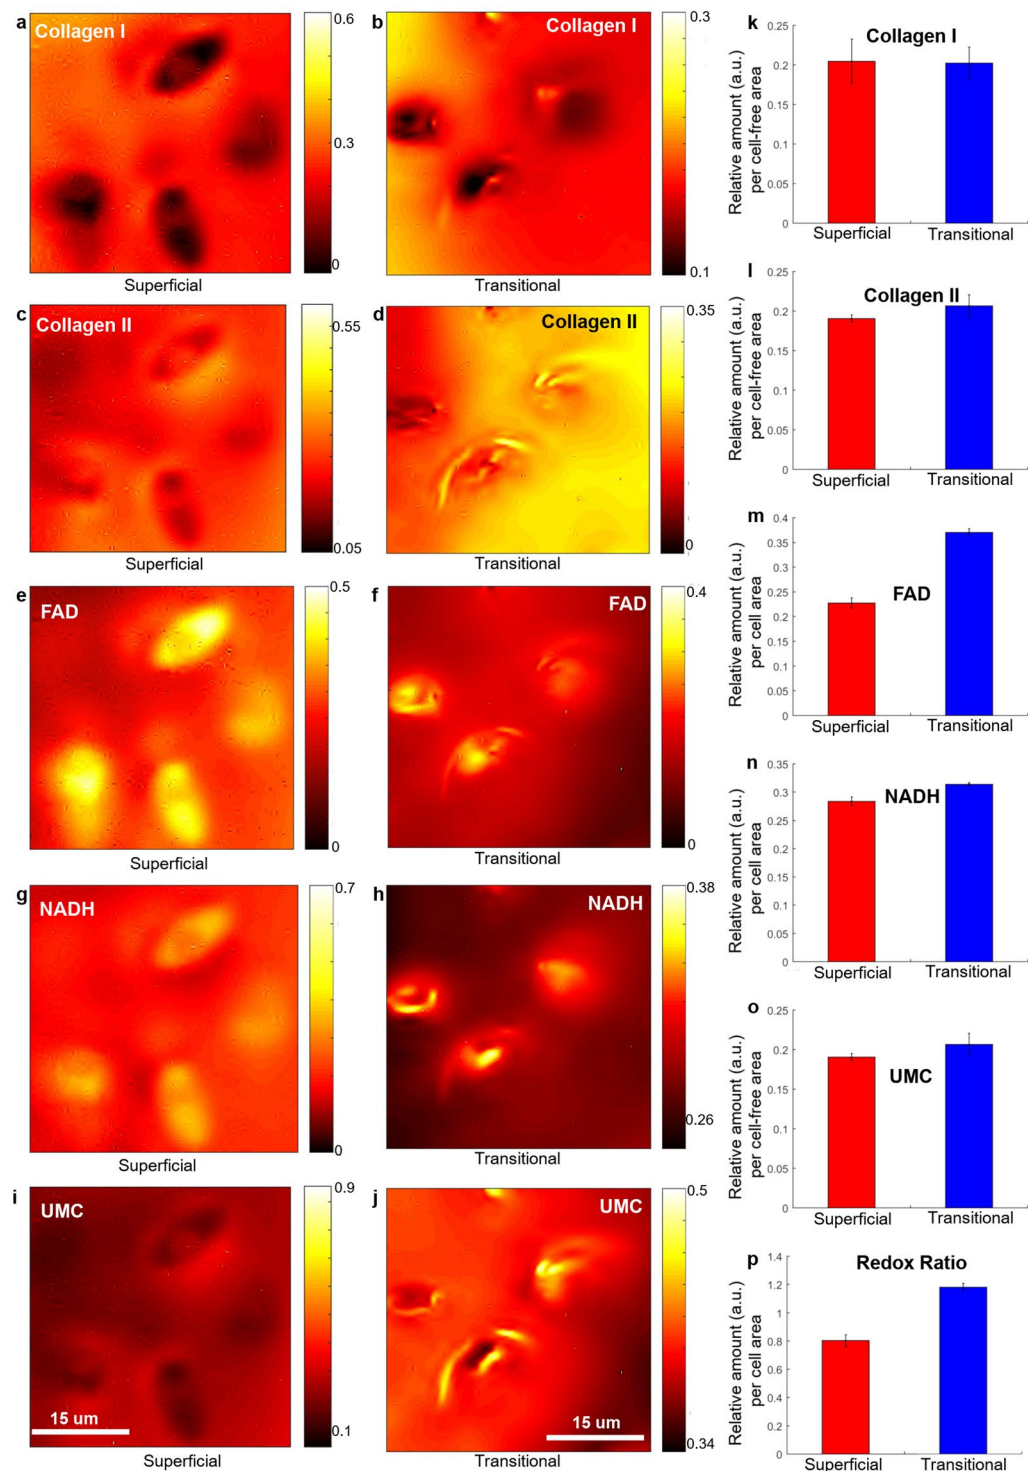 a
Collagen I
0.6
0.3
0
Superficial
b
Collagen I
0.3
0.1
Transitional
c
Collagen II
0.55
0.05
Superficial
d
Collagen II
0.35
0
Transitional
e
FAD
0.5
0
Superficial
f
FAD
0.4
0
Transitional
g
NADH
0.7
0
Superficial
h
NADH
0.38
0.26
Transitional
i
UMC
0.9
0.1
15 um
Superficial
j
UMC
0.5
0.34
15 um
Transitional
k
Collagen I
Relative amount (a.u.)
per cell-free area
0.25
0.2
0.25
0.2
0.15
0.1
0.05
0
Superficial
Transitional
l
Collagen II
Relative amount (a.u.)
per cell-free area
0.25
0.2
0.15
0.1
0.05
0
Superficial
Transitional
m
FAD
Relative amount (a.u.)
per cell area
0.4
0.35
0.3
0.25
0.2
0.15
0.1
0.05
0
Superficial
Transitional
n
NADH
Relative amount (a.u.)
per cell area
0.35
0.3
0.25
0.2
0.15
0.1
0.05
0
Superficial
Transitional
o
UMC
Relative amount (a.u.)
per cell-free area
0.25
0.2
0.15
0.1
0.05
0
Superficial
Transitional
p
Redox Ratio
Relative amount (a.u.)
per cell area
1.4
1.2
1
0.8
0.6
0.4
0.2
0
Superficial
Transitional